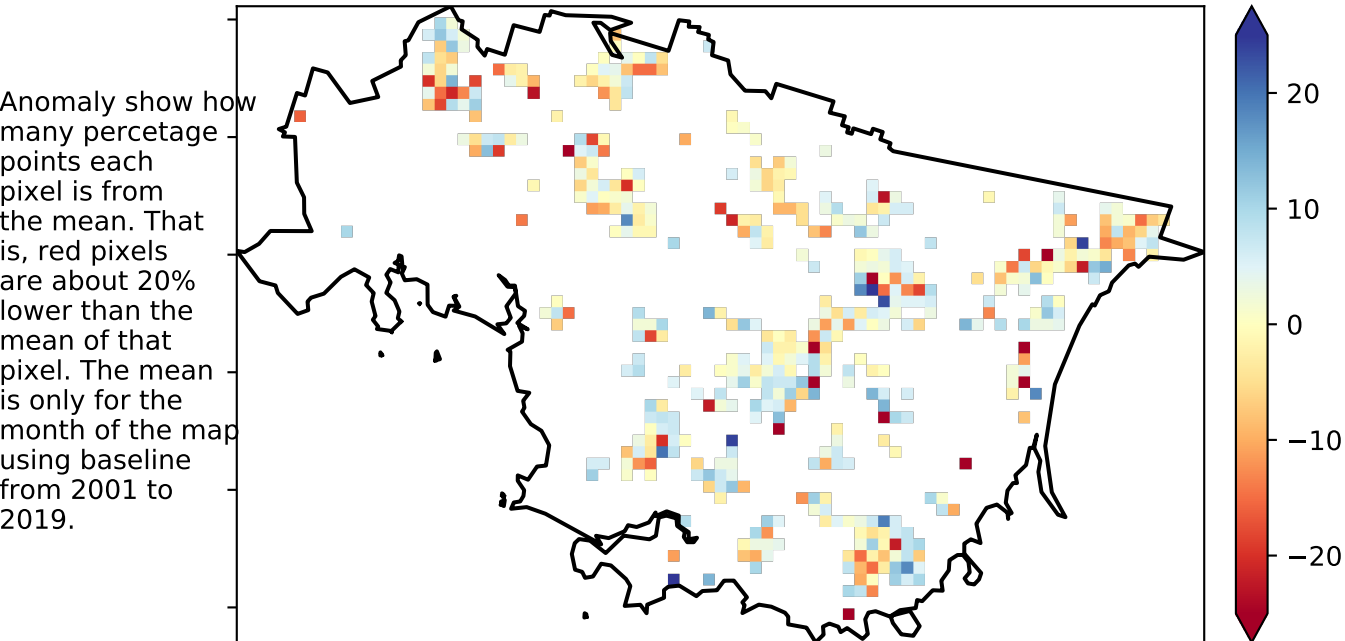 Anomaly show how
many percetage
points each
pixel is from
the mean. That
is, red pixels
are about 20%
lower than the
mean of that
pixel. The mean
is only for the
month of the map
using baseline
from 2001 to
2019.
20
10
0
−10
−20